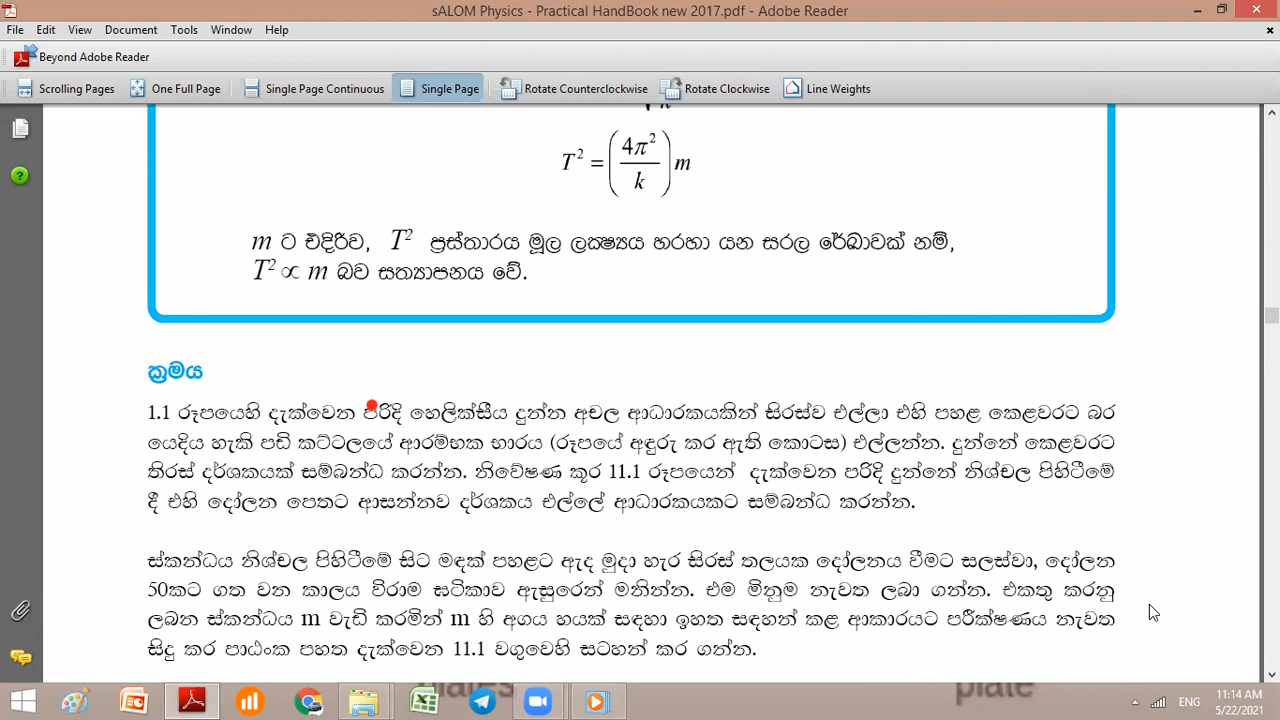 sALOM Physics - Practical HandBook new 2017.pdf - Adobe Reader
File Edit View Document Tools Window Help
Beyond Adobe Reader
Scrolling Pages One Full Page Single Page Continuous Single Page Rotate Counterclockwise Rotate Clockwise Line Weights
T² = (4π²/k) m
m ට එදිරිව, T² ප්‍රස්තාරය මූල ලක්‍ෂ්‍යය හරහා යන සරල රේඛාවක් නම්,
T² ∝ m බව සත්‍යාපනය වේ.
ක්‍රමය
1.1 රූපයෙහි දැක්වෙන පරිදි හෙලික්සීය දුන්න අචල ආධාරකයකින් සිරස්ව එල්ලා එහි පහළ කෙළවරට බර
යෙදිය හැකි පඩි කට්ටලයේ ආරම්භක භාරය (රූපයේ අඳුරු කර ඇති කොටස) එල්ලන්න. දුන්නේ කෙළවරට
තිරස් දර්ශකයක් සම්බන්ධ කරන්න. නිවේෂණ කූර 11.1 රූපයෙන් දැක්වෙන පරිදි දුන්නේ නිශ්චල පිහිටීමේ
දී එහි දෝලන පෙතට ආසන්නව දර්ශකය එල්ලේ ආධාරකයකට සම්බන්ධ කරන්න.
ස්කන්ධය නිශ්චල පිහිටීමේ සිට මඳක් පහළට ඇද මුදා හැර සිරස් තලයක දෝලනය වීමට සලස්වා, දෝලන
50කට ගත වන කාලය විරාම ඝටිකාව ඇසුරෙන් මනින්න. එම මිනුම නැවත ලබා ගන්න. එකතු කරනු
ලබන ස්කන්ධය m වැඩි කරමින් m හි අගය හයක් සඳහා ඉහත සඳහන් කළ ආකාරයට පරීක්ෂණය නැවත
සිදු කර පාඨාංක පහත දැක්වෙන 11.1 වගුවෙහි සටහන් කර ගන්න.
plate
ENG
11:14 AM
5/22/2021